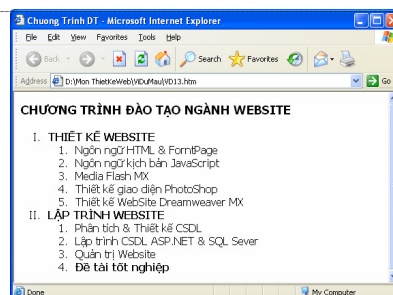 Chuong Trinh DT - Microsoft Internet Explorer
File Edit View Favorites Tools Help
Back Search Favorites
Address D:\Mon ThietKeWeb\ViDuMau\VD13.htm Go
CHƯƠNG TRÌNH ĐÀO TẠO NGÀNH WEBSITE
I. THIẾT KẾ WEBSITE
1. Ngôn ngữ HTML & ForntPage
2. Ngôn ngữ kịch bản JavaScript
3. Media Flash MX
4. Thiết kế giao diện PhotoShop
5. Thiết kế WebSite Dreamweaver MX
II. LẬP TRÌNH WEBSITE
1. Phân tích & Thiết kế CSDL
2. Lập trình CSDL ASP.NET & SQL Sever
3. Quản trị Website
4. Đề tài tốt nghiệp
Done My Computer